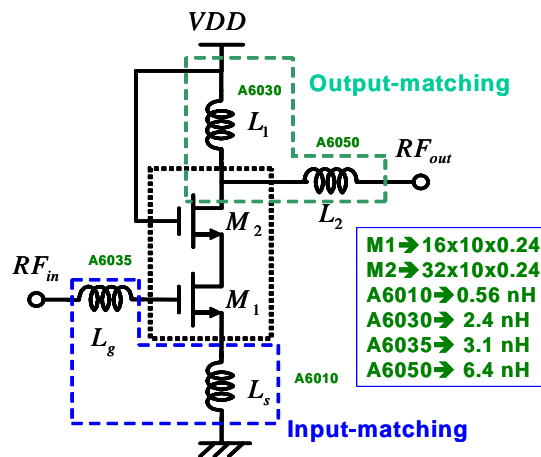 VDD
Output-matching
A6030
L1
A6050
RFout
L2
M2
A6035
RFin
M1
Lg
A6010
Ls
Input-matching
M1➔16x10x0.24
M2➔32x10x0.24
A6010➔0.56 nH
A6030➔ 2.4 nH
A6035➔ 3.1 nH
A6050➔ 6.4 nH